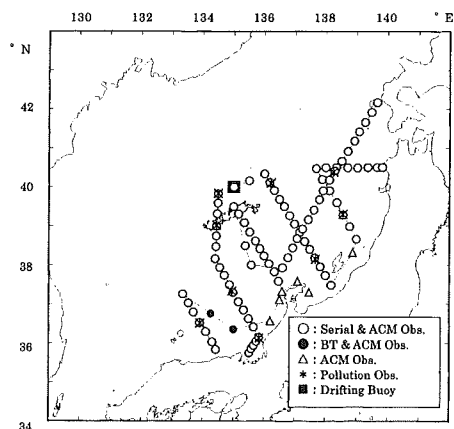 130 132 134 136 138 140 ° E
° N
42
40
38
36
34
○ : Serial & ACM Obs.
● : BT & ACM Obs.
△ : ACM Obs.
* : Pollution Obs.
■ : Drifting Buoy